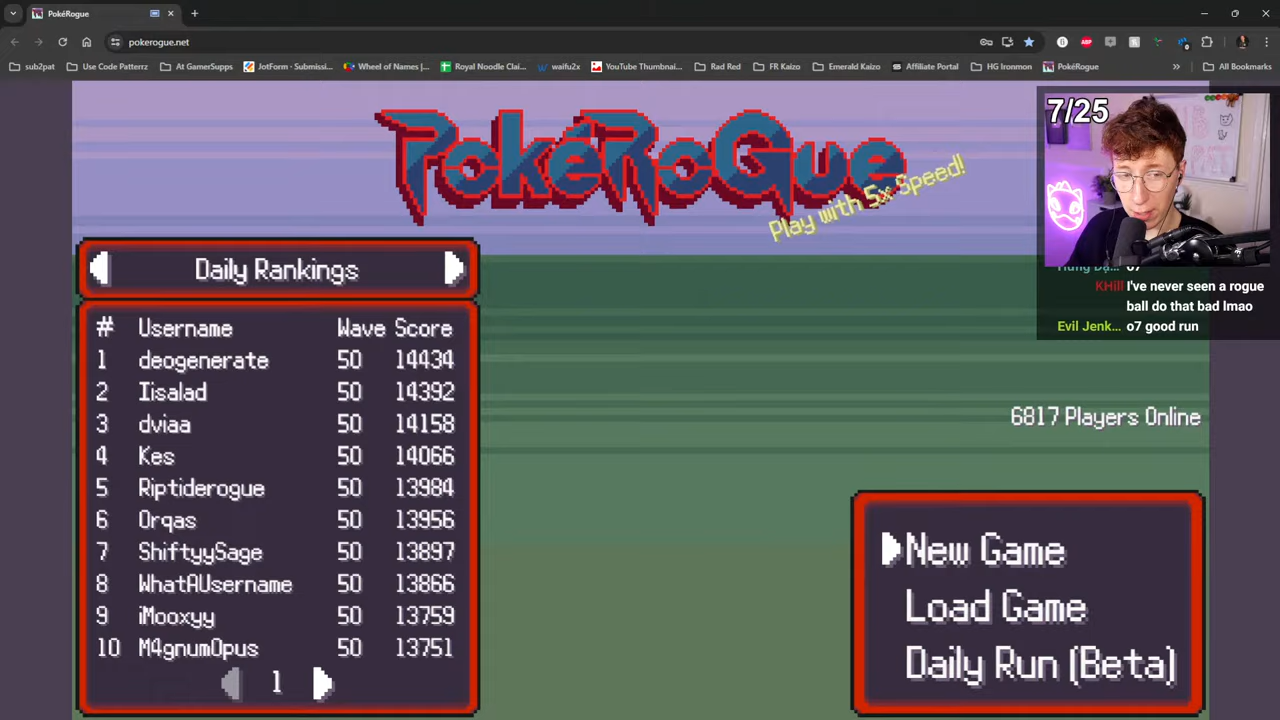 PokéRogue
pokerogue.net
sub2pat
Use Code Patterrz
At GamerSupps
JotForm - Submissi...
Wheel of Names |...
Royal Noodle Clai...
waifu2x
YouTube Thumbnai...
Rad Red
FR Kaizo
Emerald Kaizo
Affiliate Portal
HG Ironmon
PokéRogue
All Bookmarks
PokéRoGue
Play with 5x Speed!
7/25
o7
KHill I've never seen a rogue
ball do that bad lmao
Evil Jenk... o7 good run
Daily Rankings
# Username Wave Score
1 deogenerate 50 14434
2 Iisalad 50 14392
3 dviaa 50 14158
4 Kes 50 14066
5 Riptiderogue 50 13984
6 Orqas 50 13956
7 ShiftyySage 50 13897
8 WhatAUsername 50 13866
9 iMooxyy 50 13759
10 M4gnumOpus 50 13751
1
6817 Players Online
New Game
Load Game
Daily Run (Beta)